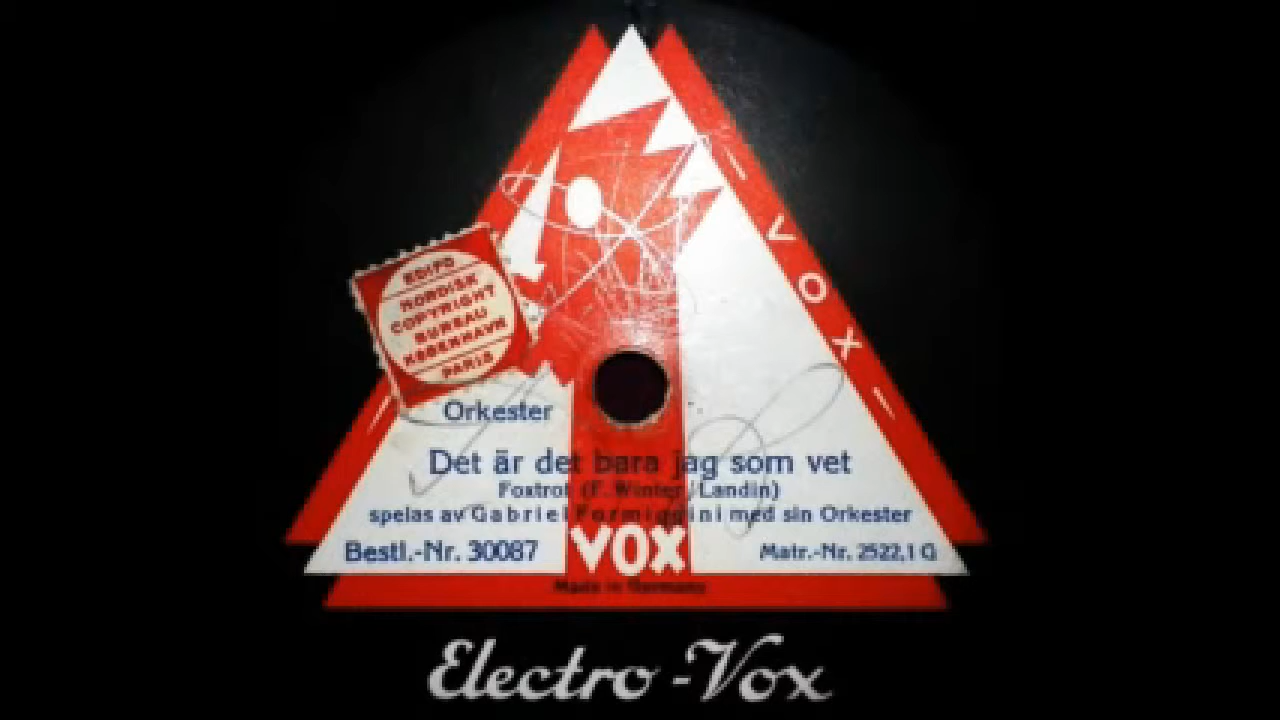 VOX
EDIFO
NORDISK
COPYRIGHT
BUREAU
KØBENHAVN
PARIS
Orkester
Det är det bara jag som vet
Foxtrot (F. Winter/Landin)
spelas av Gabriel Formiggini med sin Orkester
Bestl.-Nr. 30087
VOX
Matr.-Nr. 2522,1 G
Made in Germany
Electro-Vox